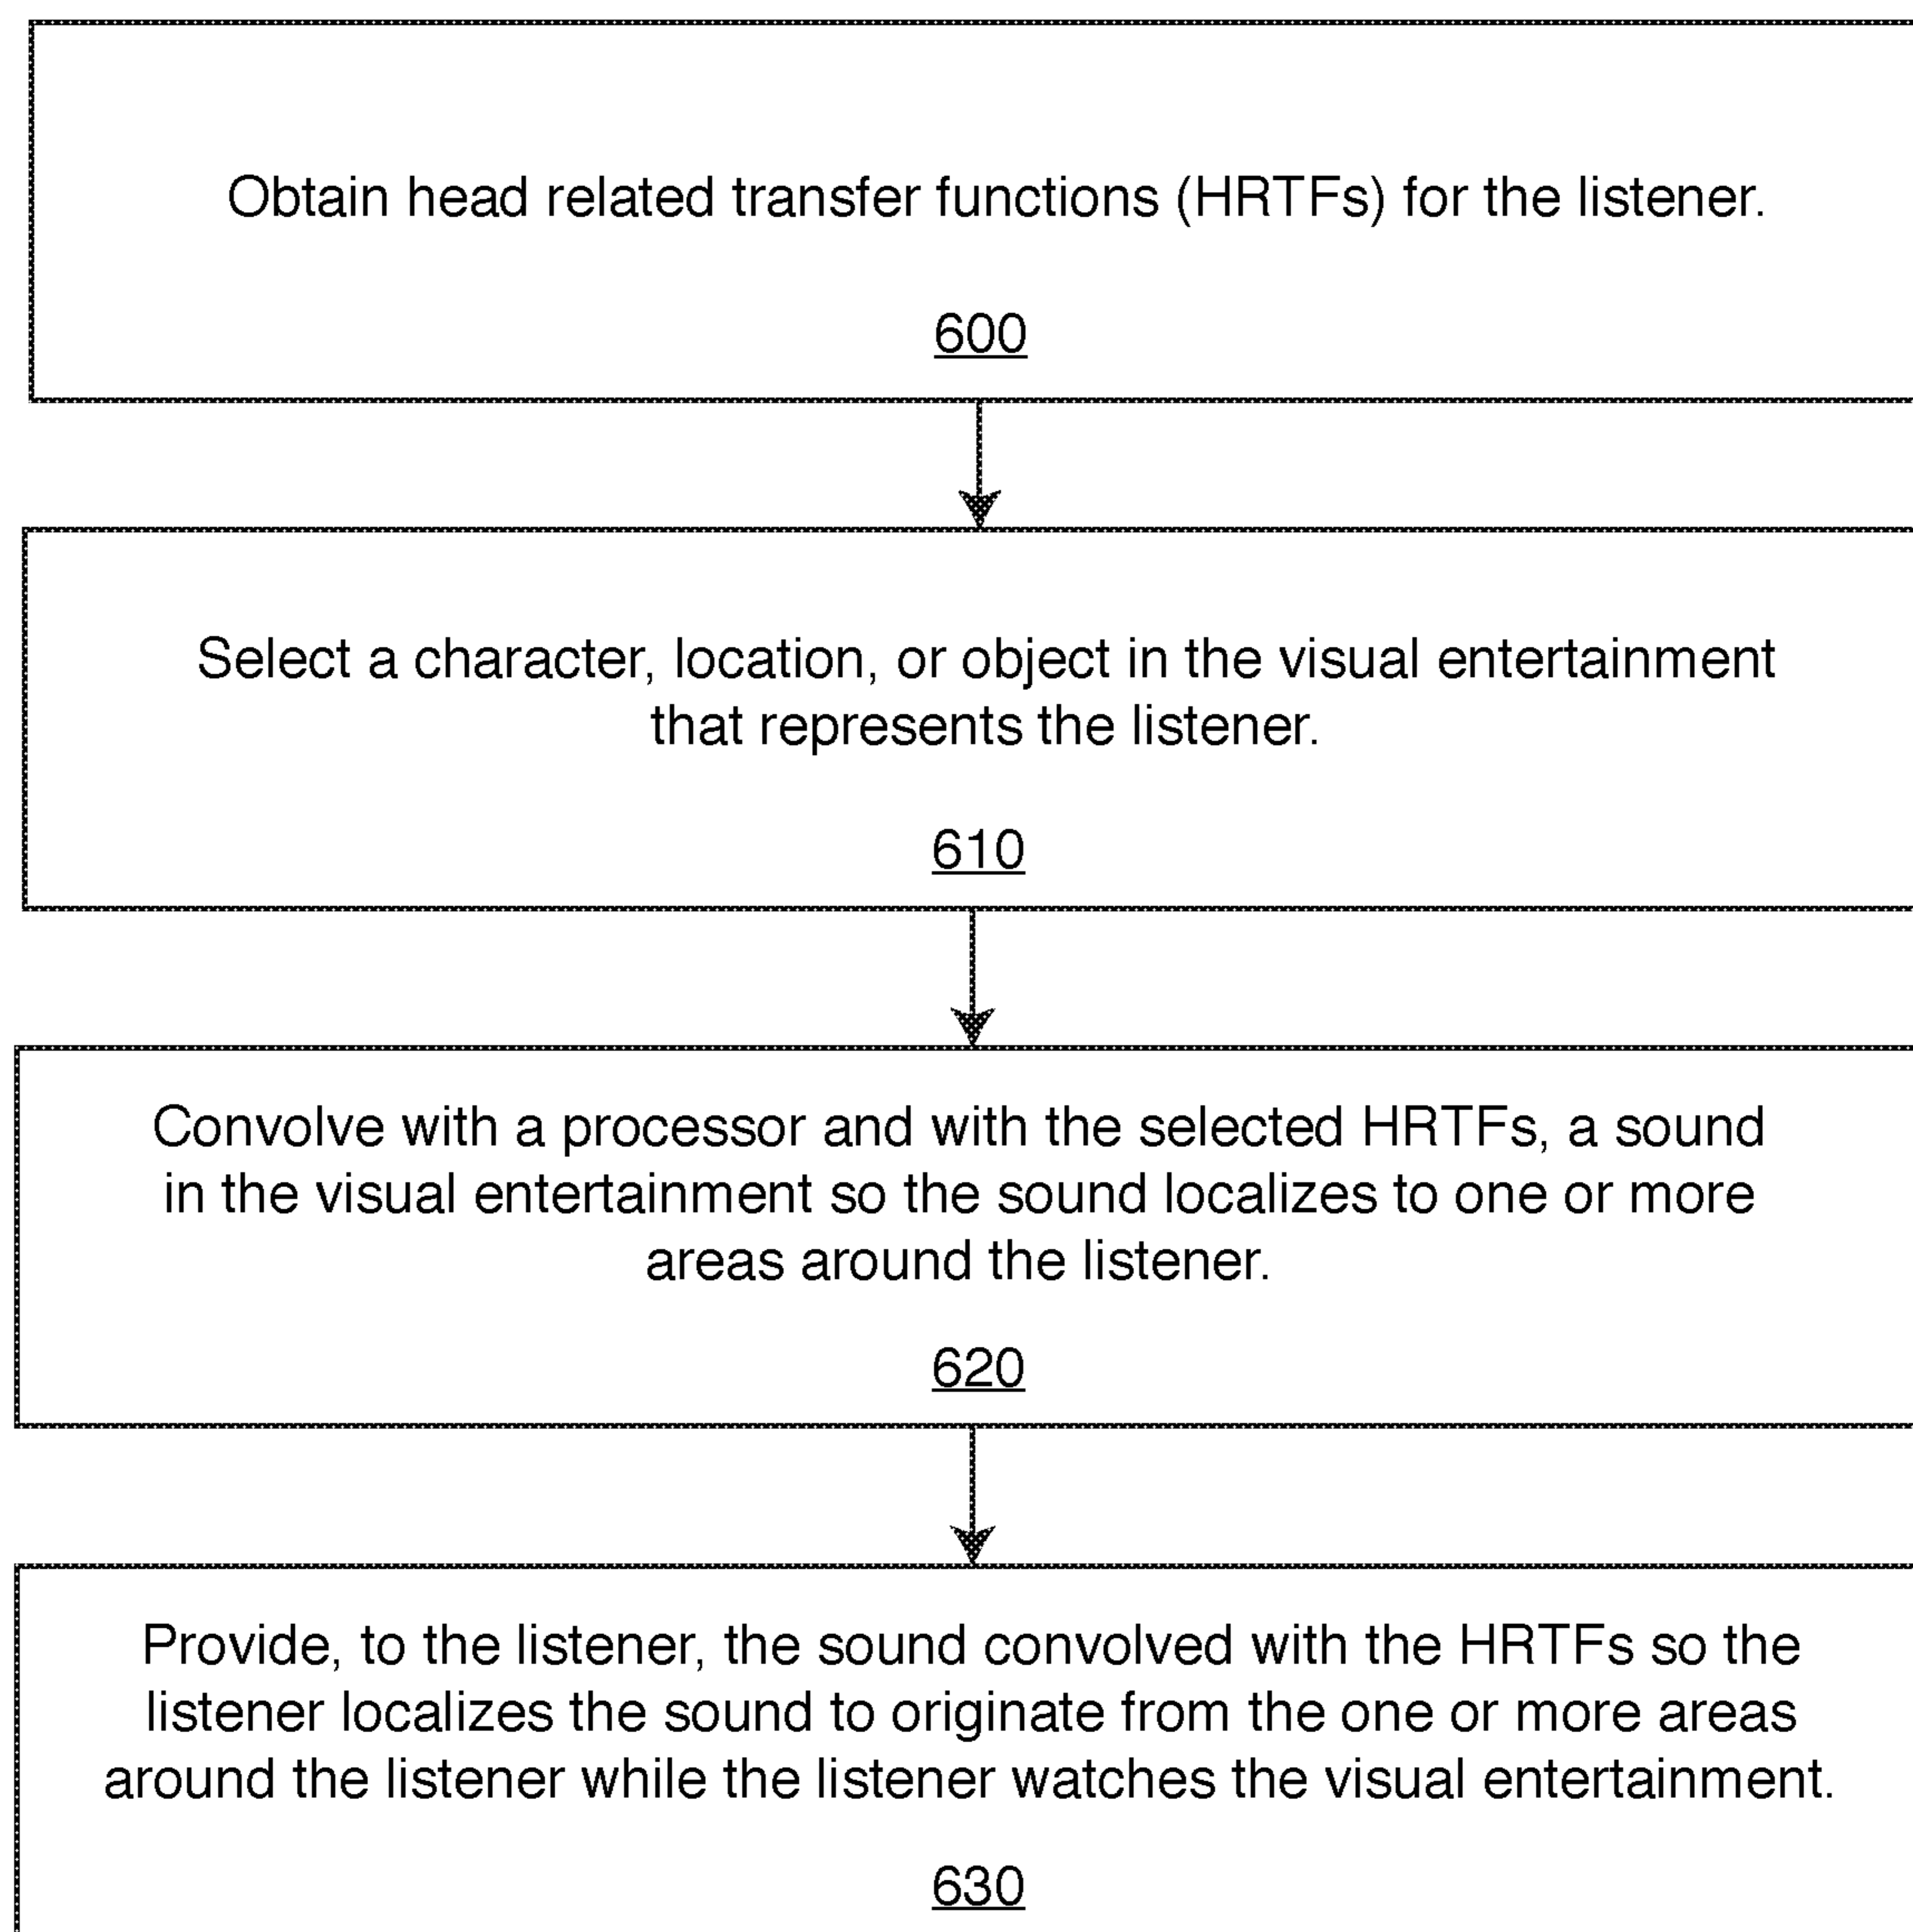 Obtain head related transfer functions (HRTFs) for the listener.
600
Select a character, location, or object in the visual entertainment
that represents the listener.
610
Convolve with a processor and with the selected HRTFs, a sound
in the visual entertainment so the sound localizes to one or more
areas around the listener.
620
Provide, to the listener, the sound convolved with the HRTFs so the
listener localizes the sound to originate from the one or more areas
around the listener while the listener watches the visual entertainment.
630